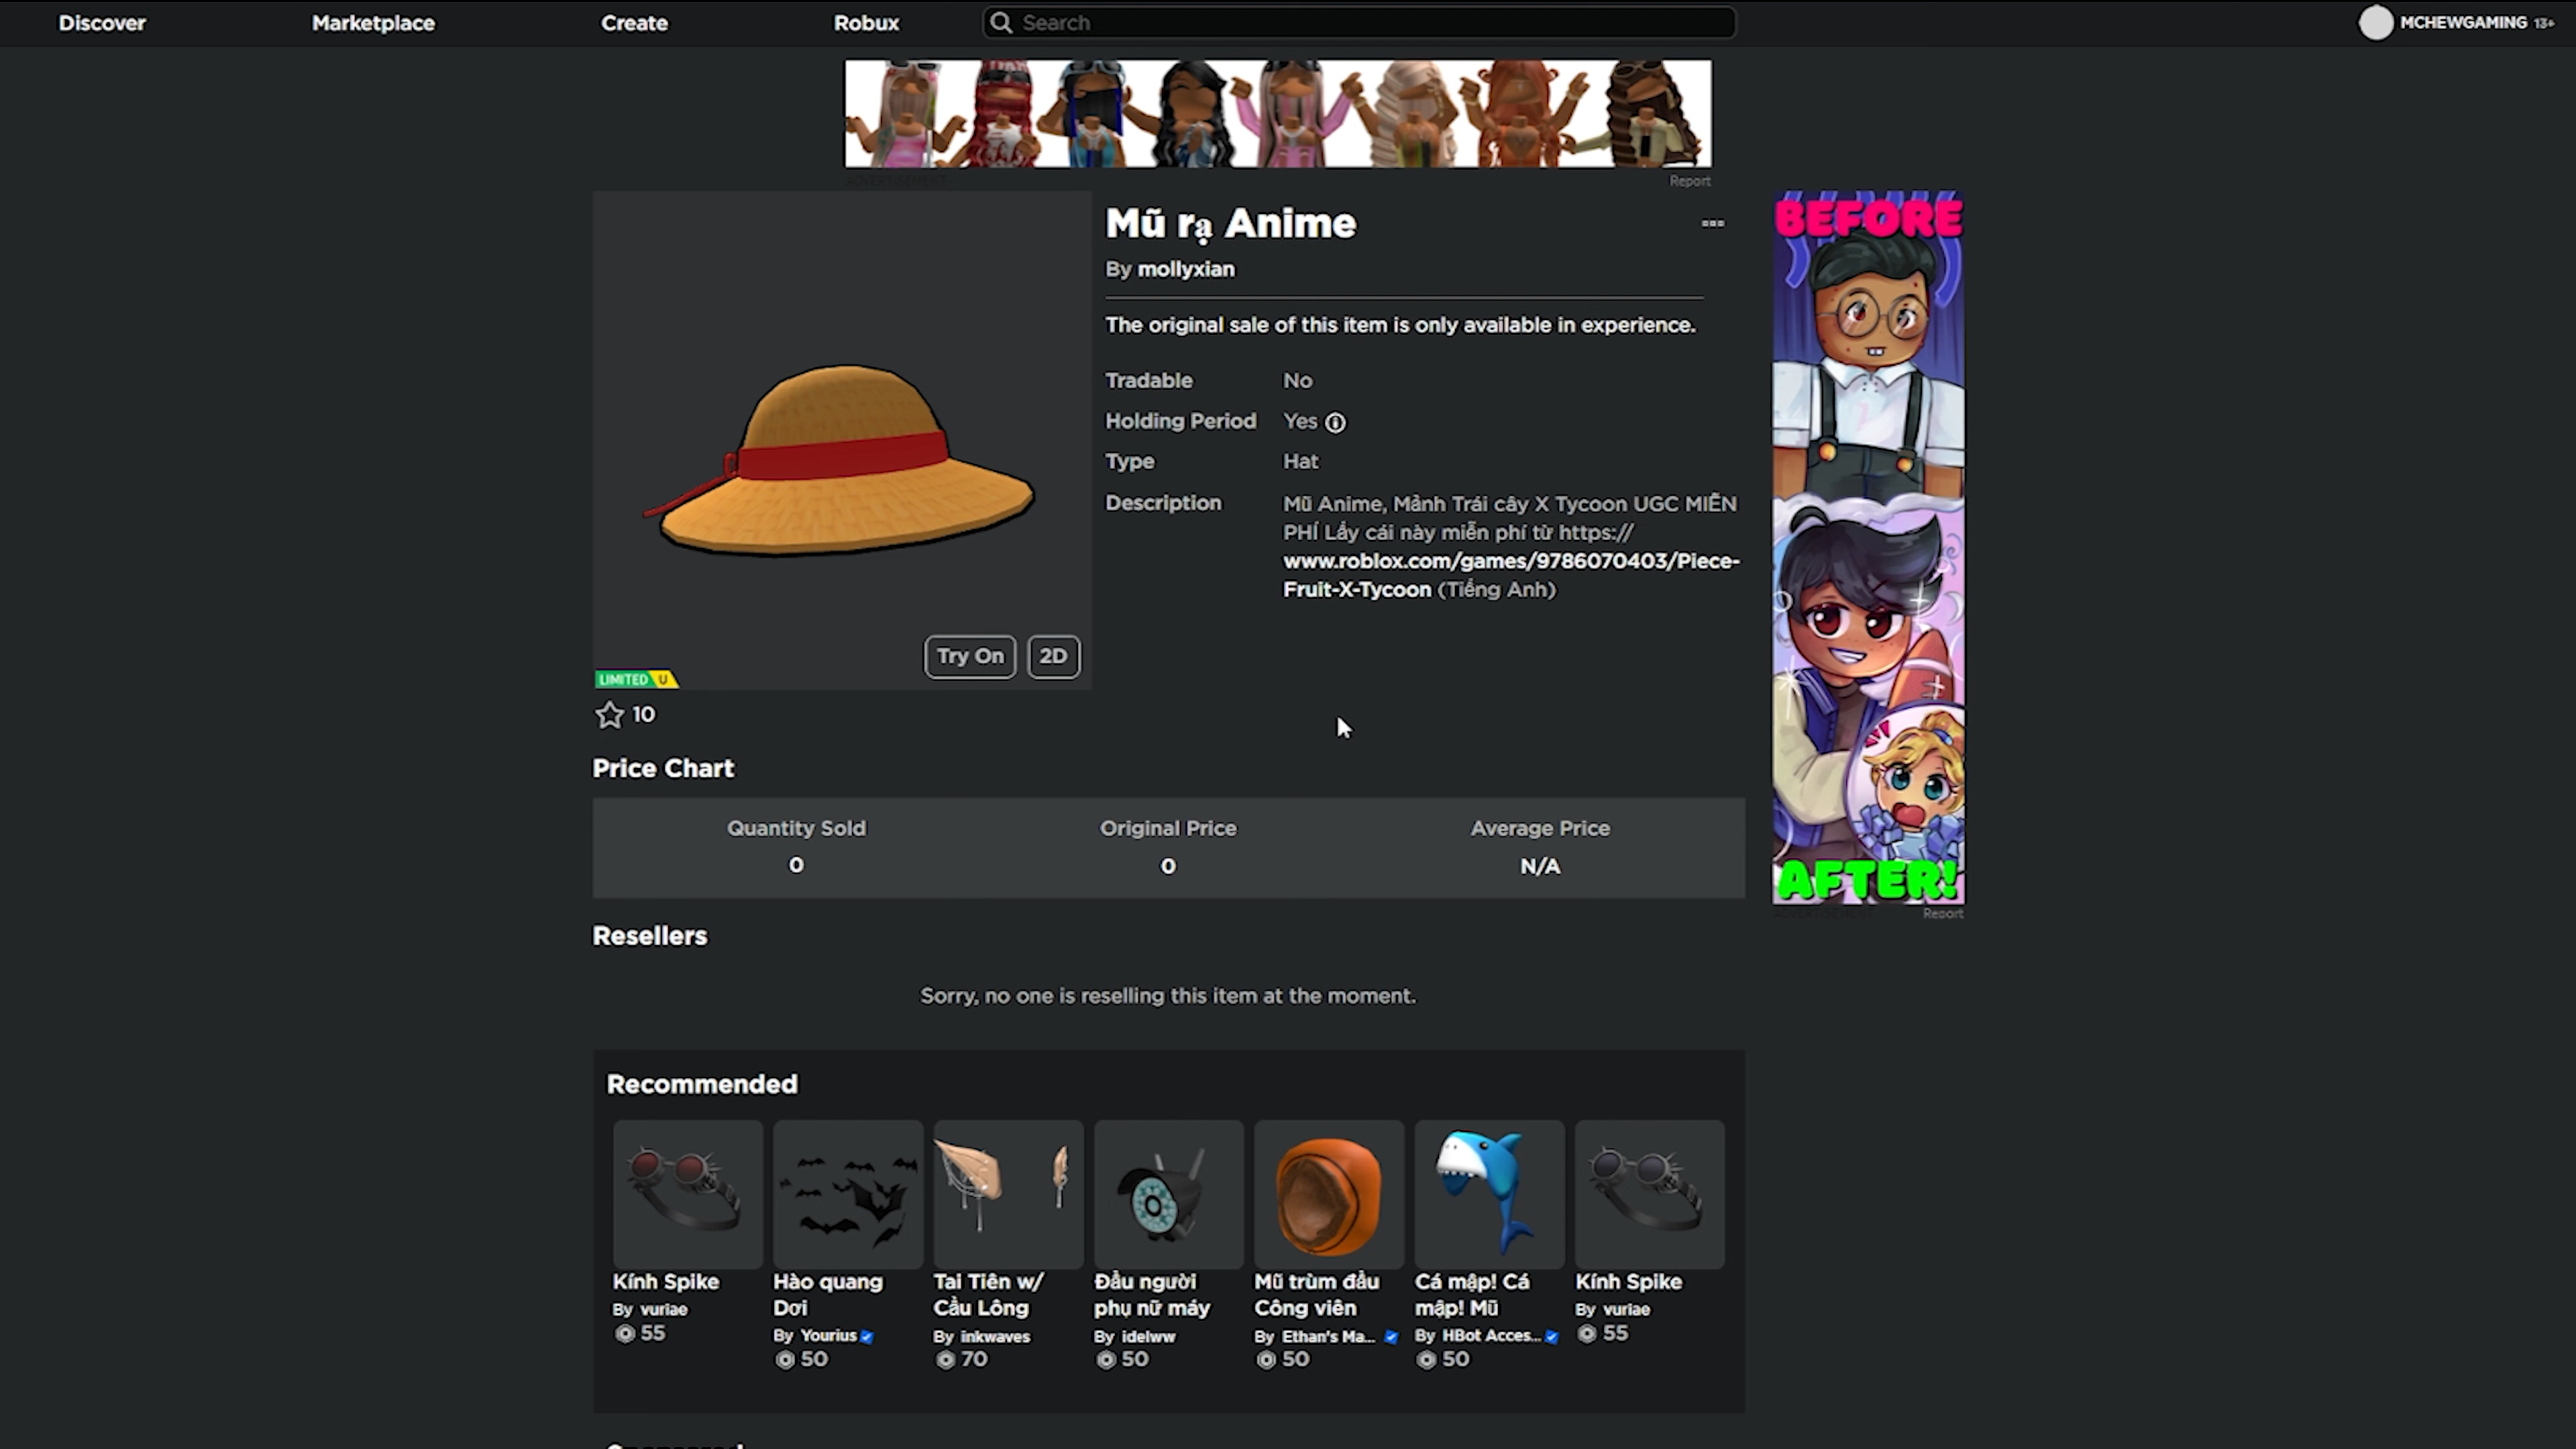 Discover
Marketplace
Create
Robux
Search
MCHEWGAMING 13+
ADVERTISEMENT
Report
Mũ rạ Anime
By mollyxian
The original sale of this item is only available in experience.
Tradable No
Holding Period Yes
Type Hat
Description Mũ Anime, Mảnh Trái cây X Tycoon UGC MIỄN
PHÍ Lấy cái này miễn phí từ https://
www.roblox.com/games/9786070403/Piece-
Fruit-X-Tycoon (Tiếng Anh)
Try On
2D
LIMITED U
10
BEFORE
AFTER!
ADVERTISEMENT
Report
Price Chart
Quantity Sold
Original Price
Average Price
0
0
N/A
Resellers
Sorry, no one is reselling this item at the moment.
Recommended
Kính Spike
By vuriae
55
Hào quang
Dơi
By Yourius
50
Tai Tiên w/
Cầu Lông
By inkwaves
70
Đầu người
phụ nữ máy
By idelww
50
Mũ trùm đầu
Công viên
By Ethan's Ma...
50
Cá mập! Cá
mập! Mũ
By HBot Acces...
50
Kính Spike
By vuriae
55